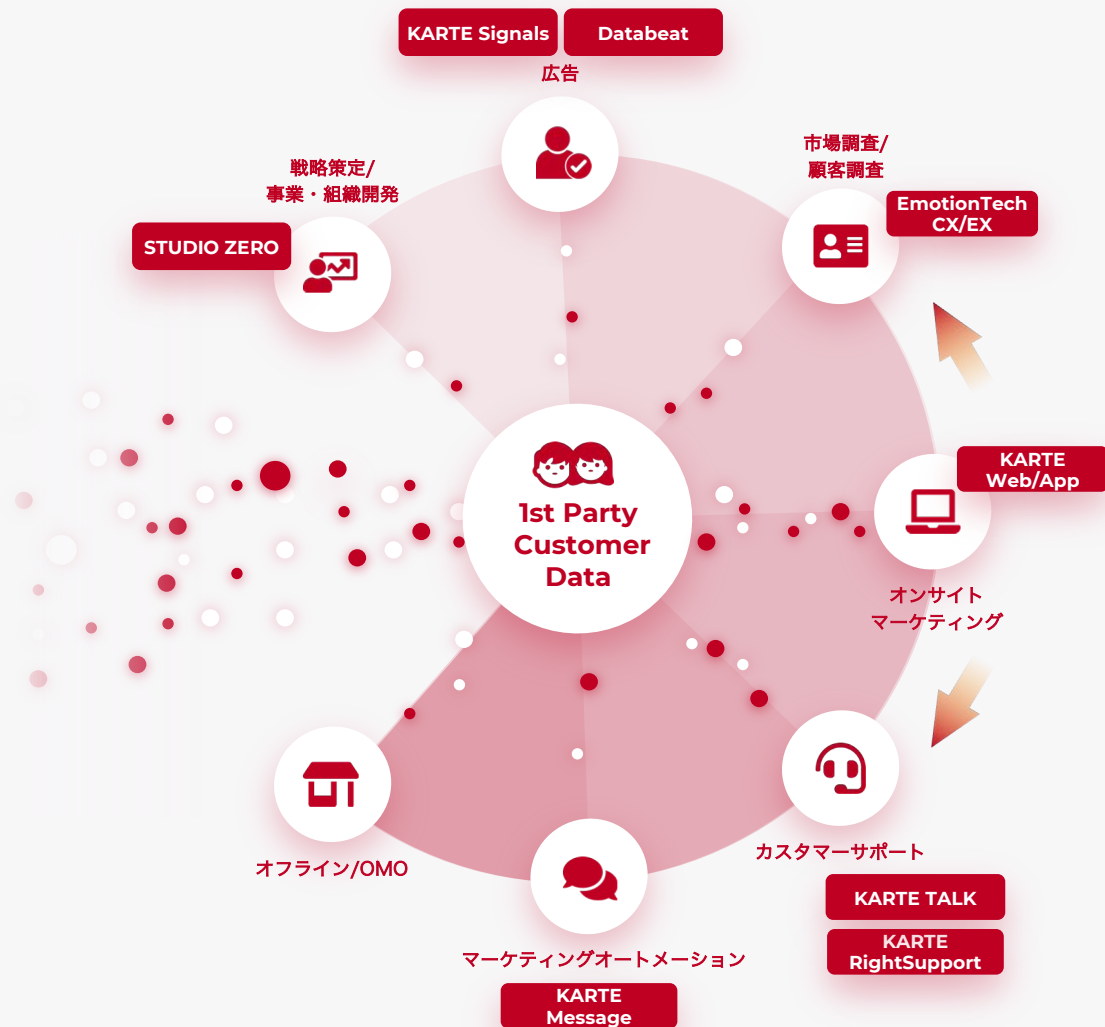 KARTE Signals
Databeat
広告
市場調査/
顧客調査
EmotionTech
CX/EX
戦略策定/
事業・組織開発
STUDIO ZERO
KARTE
Web/App
1st Party
Customer
Data
オンサイト
マーケティング
カスタマーサポート
KARTE TALK
KARTE
RightSupport
オフライン/OMO
マーケティングオートメーション
KARTE
Message